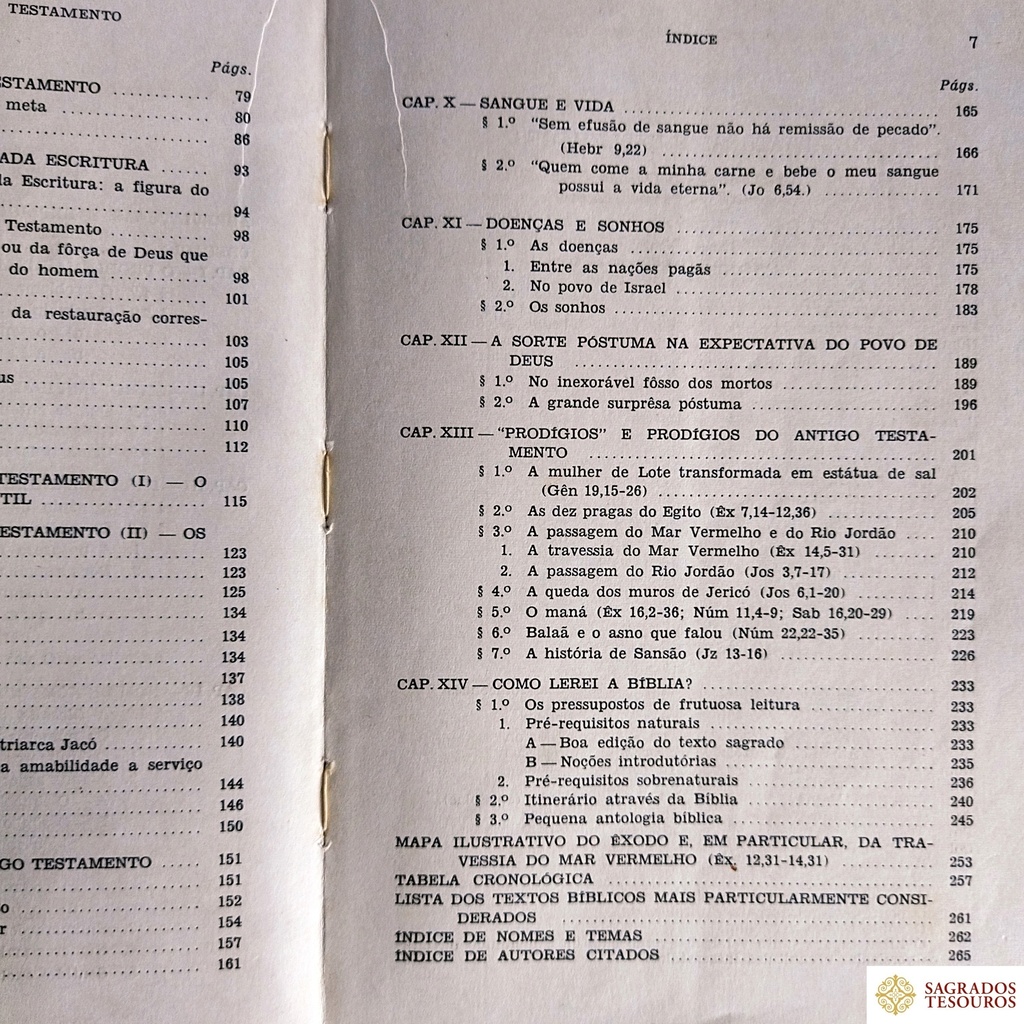 TESTAMENTO
Págs.
ESTAMENTO .......... 79
meta .......... 80
.......... 86
ADA ESCRITURA ...... 93
la Escritura: a figura do
.......... 94
Testamento .......... 98
ou da fôrça de Deus que
do homem .......... 98
.......... 101
da restauração corres-
.......... 103
.......... 105
us .......... 105
.......... 107
.......... 110
.......... 112
TESTAMENTO (I) — O
TIL .......... 115
ESTAMENTO (II) — OS
.......... 123
.......... 123
.......... 125
.......... 134
.......... 134
.......... 134
.......... 137
.......... 138
.......... 140
triarca Jacó .......... 140
a amabilidade a serviço
.......... 144
.......... 146
.......... 150
GO TESTAMENTO ..... 151
.......... 151
o .......... 152
r .......... 154
.......... 157
.......... 161
ÍNDICE 7
Págs.
CAP. X — SANGUE E VIDA .......... 165
§ 1.º "Sem efusão de sangue não há remissão de pecado".
(Hebr 9,22) .......... 166
§ 2.º "Quem come a minha carne e bebe o meu sangue
possui a vida eterna". (Jo 6,54.) .......... 171
CAP. XI — DOENÇAS E SONHOS .......... 175
§ 1.º As doenças .......... 175
1. Entre as nações pagãs .......... 175
2. No povo de Israel .......... 178
§ 2.º Os sonhos .......... 183
CAP. XII — A SORTE PÓSTUMA NA EXPECTATIVA DO POVO DE
DEUS .......... 189
§ 1.º No inexorável fôsso dos mortos .......... 189
§ 2.º A grande surprêsa póstuma .......... 196
CAP. XIII — "PRODÍGIOS" E PRODÍGIOS DO ANTIGO TESTA-
MENTO .......... 201
§ 1.º A mulher de Lote transformada em estátua de sal
(Gên 19,15-26) .......... 202
§ 2.º As dez pragas do Egito (Êx 7,14-12,36) .......... 205
§ 3.º A passagem do Mar Vermelho e do Rio Jordão .... 210
1. A travessia do Mar Vermelho (Êx 14,5-31) .......... 210
2. A passagem do Rio Jordão (Jos 3,7-17) .......... 212
§ 4.º A queda dos muros de Jericó (Jos 6,1-20) .......... 214
§ 5.º O maná (Êx 16,2-36; Núm 11,4-9; Sab 16,20-29) .... 219
§ 6.º Balaã e o asno que falou (Núm 22,22-35) .......... 223
§ 7.º A história de Sansão (Jz 13-16) .......... 226
CAP. XIV — COMO LEREI A BÍBLIA? .......... 233
§ 1.º Os pressupostos de frutuosa leitura .......... 233
1. Pré-requisitos naturais .......... 233
A — Boa edição do texto sagrado .......... 233
B — Noções introdutórias .......... 235
2. Pré-requisitos sobrenaturais .......... 236
§ 2.º Itinerário através da Bíblia .......... 240
§ 3.º Pequena antologia bíblica .......... 245
MAPA ILUSTRATIVO DO ÊXODO E, EM PARTICULAR, DA TRA-
VESSIA DO MAR VERMELHO (Êx, 12,31-14,31) .......... 253
TABELA CRONOLÓGICA .......... 257
LISTA DOS TEXTOS BÍBLICOS MAIS PARTICULARMENTE CONSI-
DERADOS .......... 261
ÍNDICE DE NOMES E TEMAS .......... 262
ÍNDICE DE AUTORES CITADOS .......... 265
SAGRADOS
TESOUROS